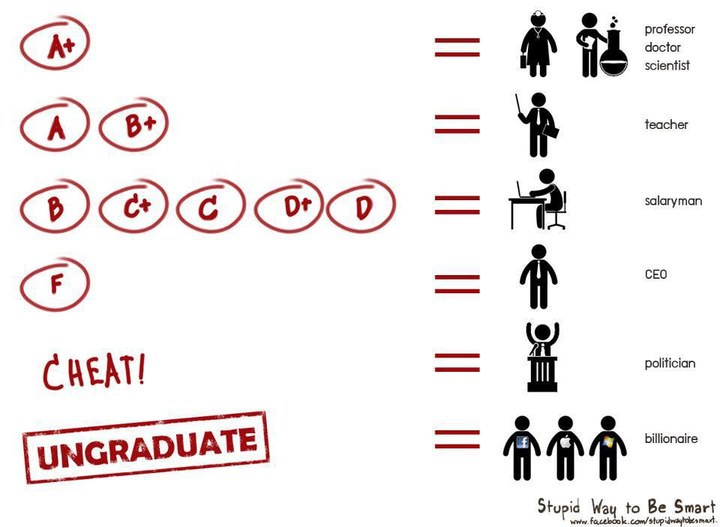 A+
professor
doctor
scientist
A B+
teacher
B C+ C D+ D
salaryman
F
CEO
CHEAT!
politician
UNGRADUATE
f
billionaire
Stupid Way to Be Smart
www.facebook.com/stupidwaytobesmart.